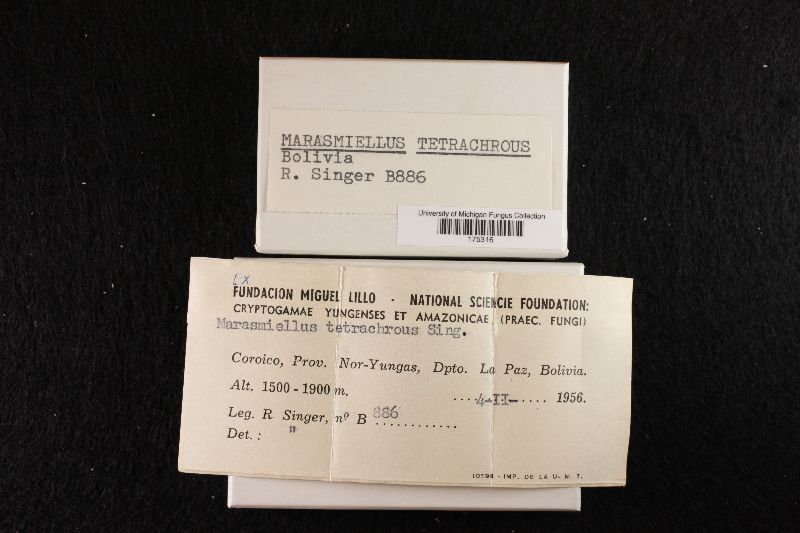 MARASMIELLUS TETRACHROUS
Bolivia
R. Singer B886
University of Michigan Fungus Collection
175316
Ex
FUNDACION MIGUEL LILLO - NATIONAL SCIENCIE FOUNDATION:
CRYPTOGAMAE YUNGENSES ET AMAZONICAE (PRAEC. FUNGI)
Marasmiellus tetrachrous Sing.
Coroico, Prov. Nor-Yungas, Dpto. La Paz, Bolivia.
Alt. 1500 - 1900 m. ....4-II-.... 1956.
Leg. R. Singer, nº B 886 ............
Det. : "
10594 - IMP. DE LA U. N. T.